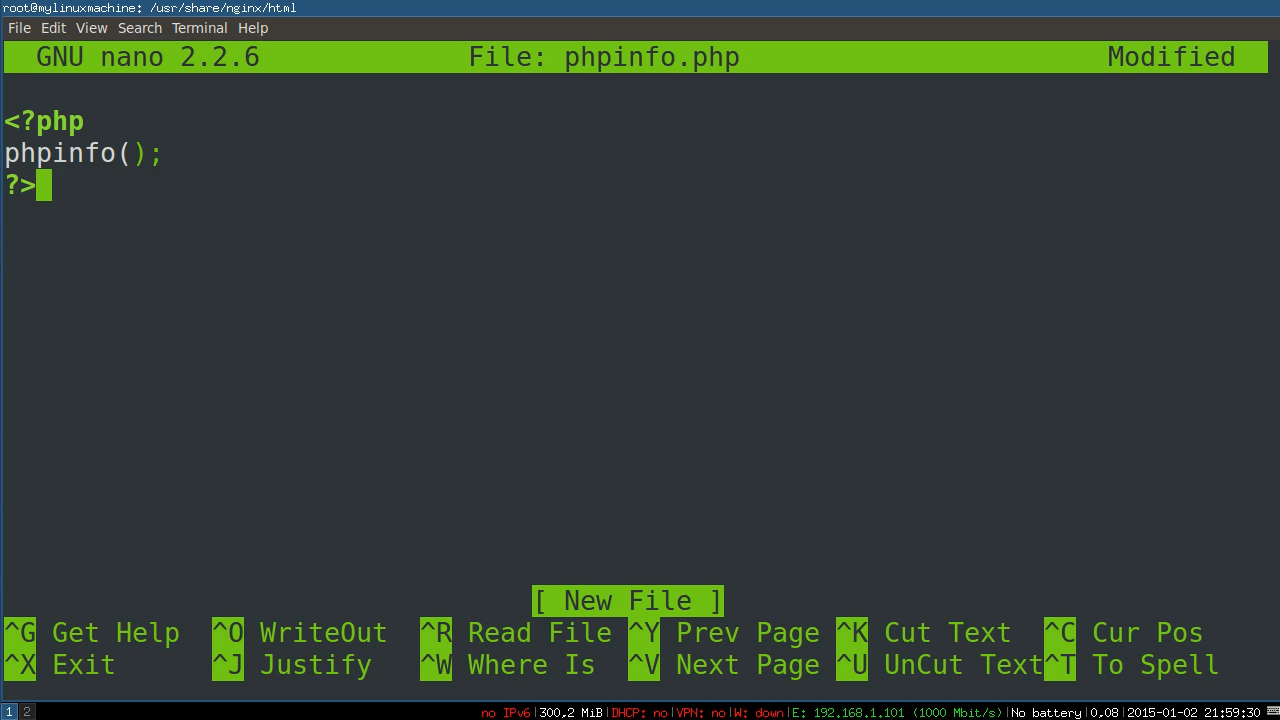 root@mylinuxmachine: /usr/share/nginx/html
File Edit View Search Terminal Help
GNU nano 2.2.6 File: phpinfo.php Modified
<?php
phpinfo();
?>
[ New File ]
^G Get Help ^O WriteOut ^R Read File ^Y Prev Page ^K Cut Text ^C Cur Pos
^X Exit ^J Justify ^W Where Is ^V Next Page ^U UnCut Text^T To Spell
1 2 no IPv6|300,2 MiB|DHCP: no|VPN: no|W: down|E: 192.168.1.101 (1000 Mbit/s)|No battery|0,08|2015-01-02 21:59:30